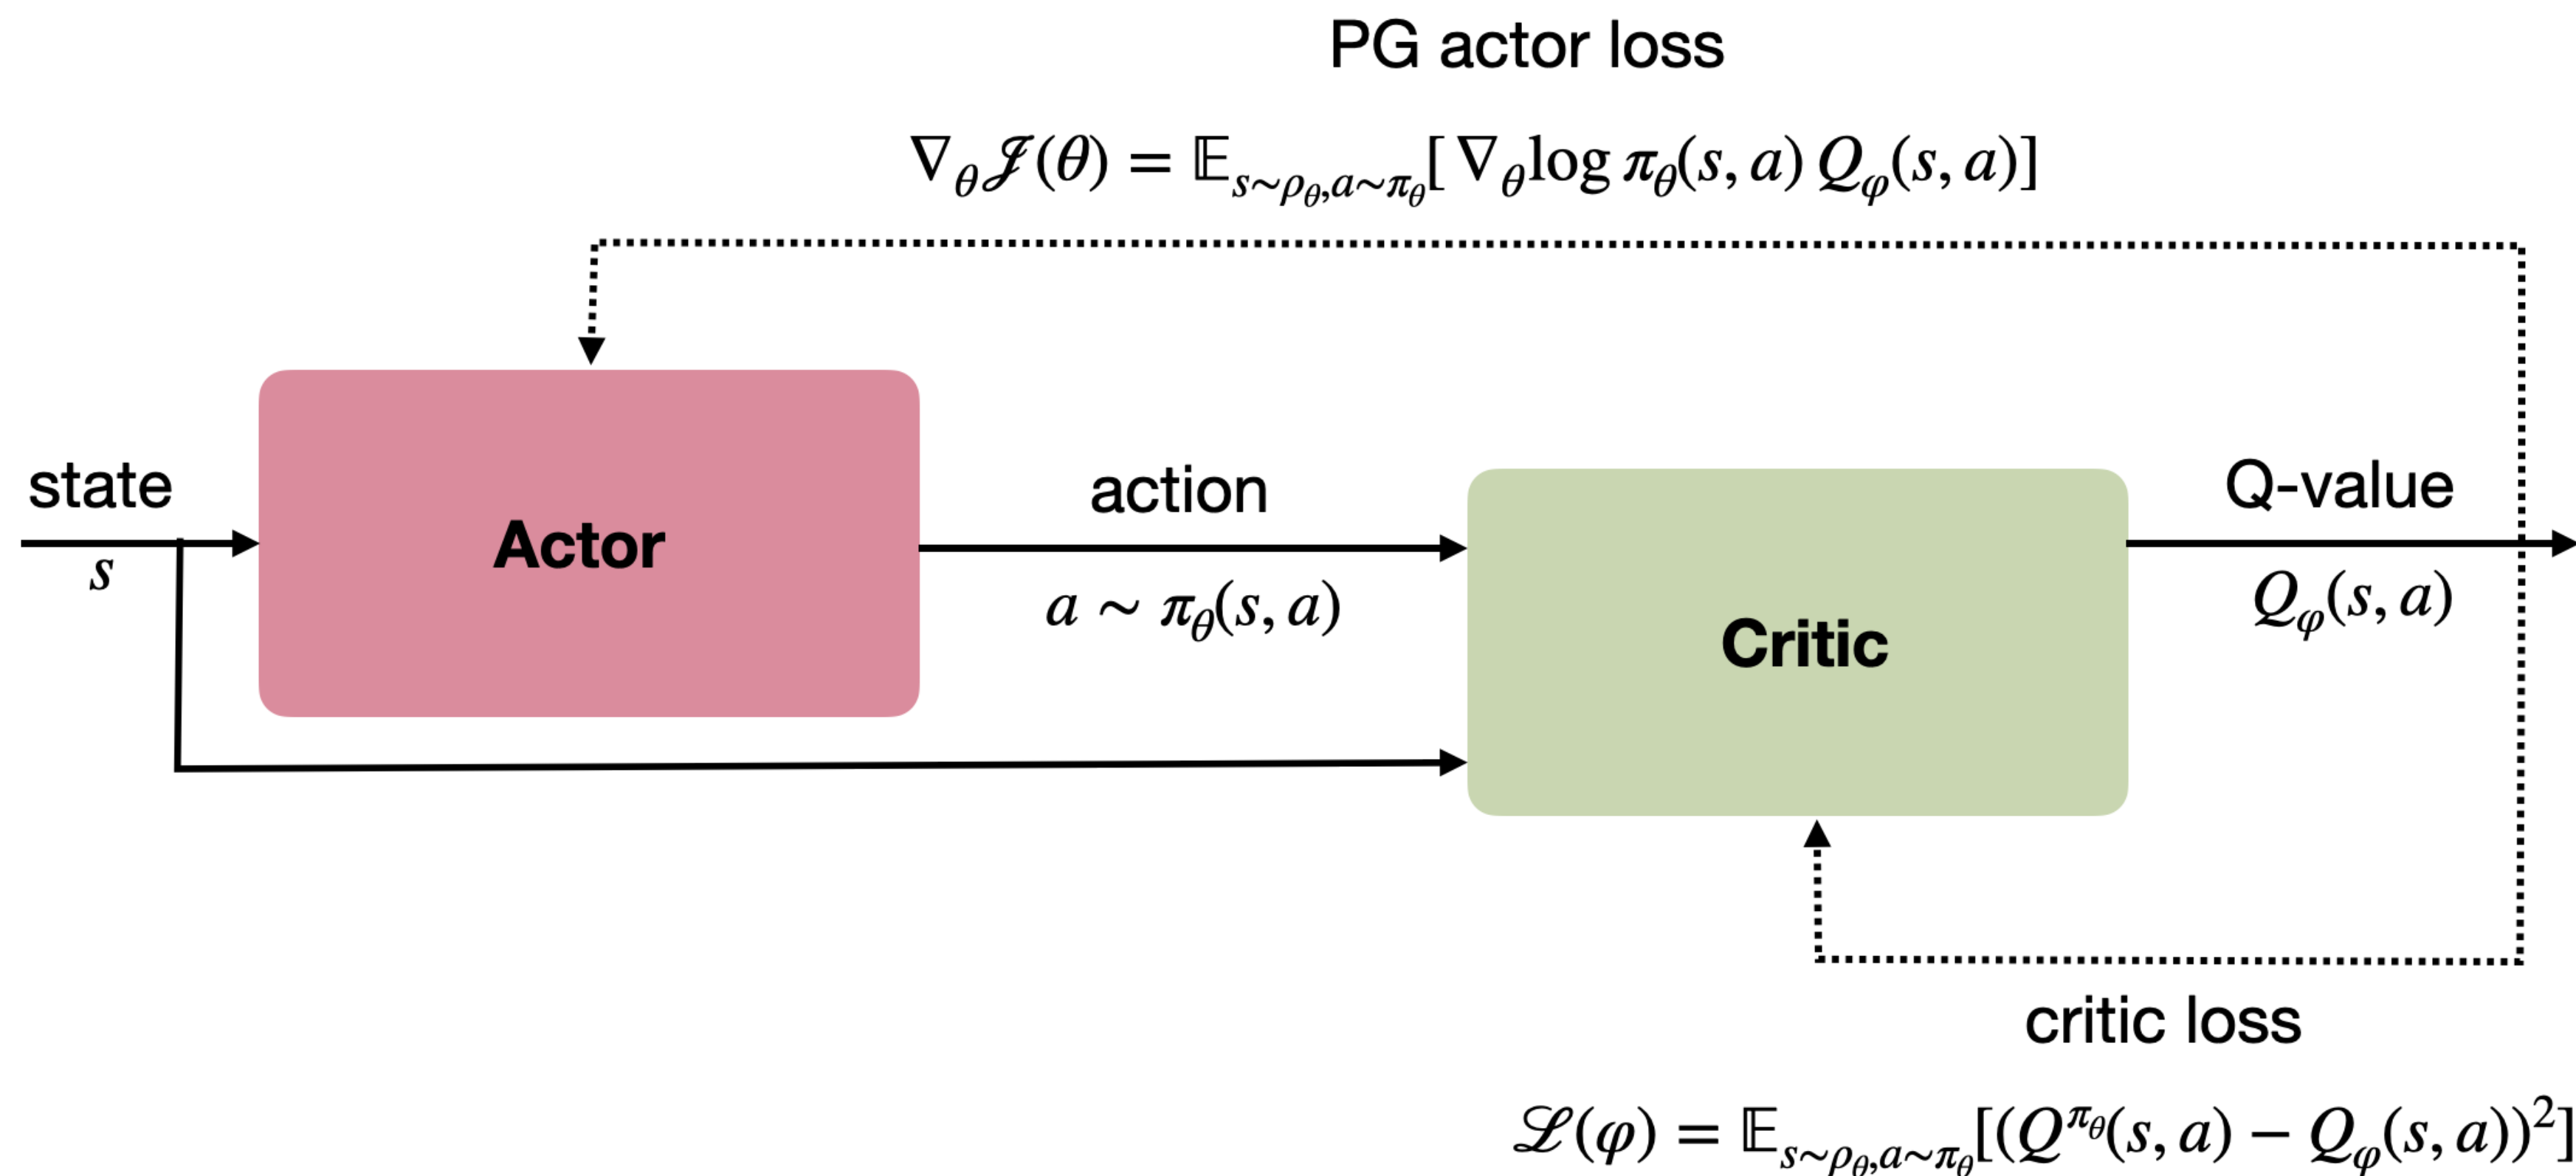 PG actor loss
∇θ𝒥(θ) = 𝔼s∼ρθ,a∼πθ[∇θlog πθ(s, a) Qφ(s, a)]
state
s
Actor
action
a ∼ πθ(s, a)
Critic
Q-value
Qφ(s, a)
critic loss
ℒ(φ) = 𝔼s∼ρθ,a∼πθ[(Qπθ(s, a) − Qφ(s, a))2]